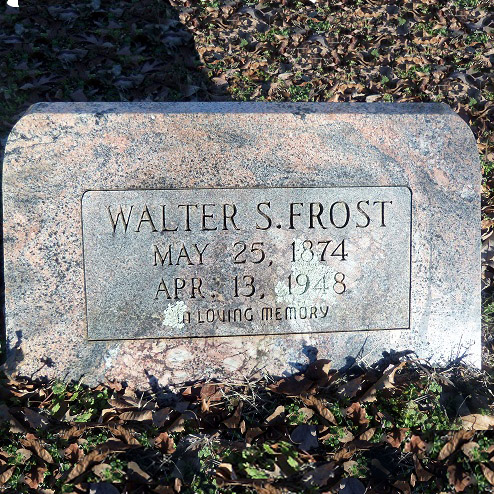 WALTER S. FROST
MAY 25, 1874
APR. 13, 1948
IN LOVING MEMORY